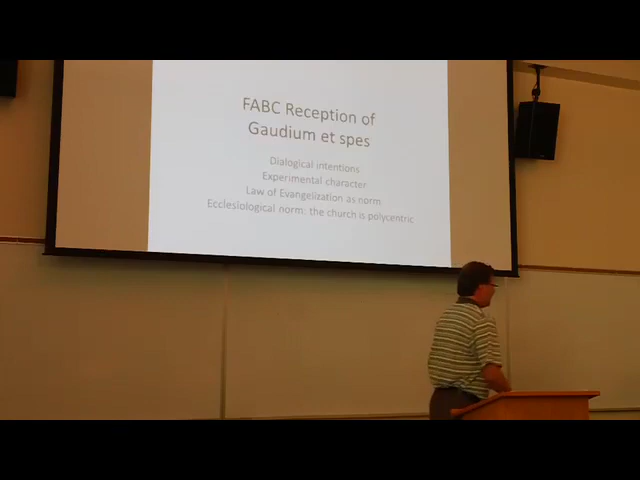 FABC Reception of
Gaudium et spes
Dialogical intentions
Experimental character
Law of Evangelization as norm
Ecclesiological norm: the church is polycentric